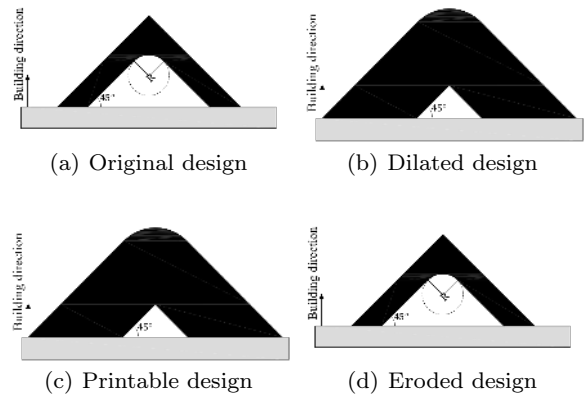 Building direction
R
45°
(a) Original design
Building direction
45°
(b) Dilated design
Building direction
45°
(c) Printable design
Building direction
R
45°
(d) Eroded design